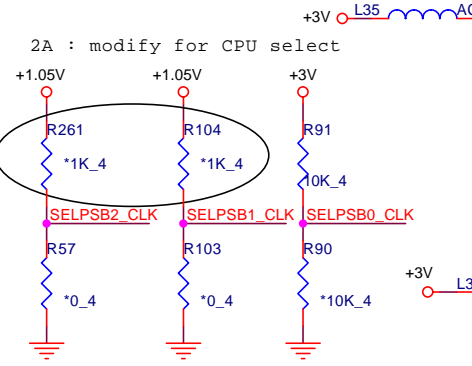 +3V L35
2A : modify for CPU select
+1.05V +1.05V +3V
R261 R104 R91
*1K_4 *1K_4 10K_4
SELPSB2_CLK SELPSB1_CLK SELPSB0_CLK
R57 R103 R90
+3V
*0_4 *0_4 *10K_4